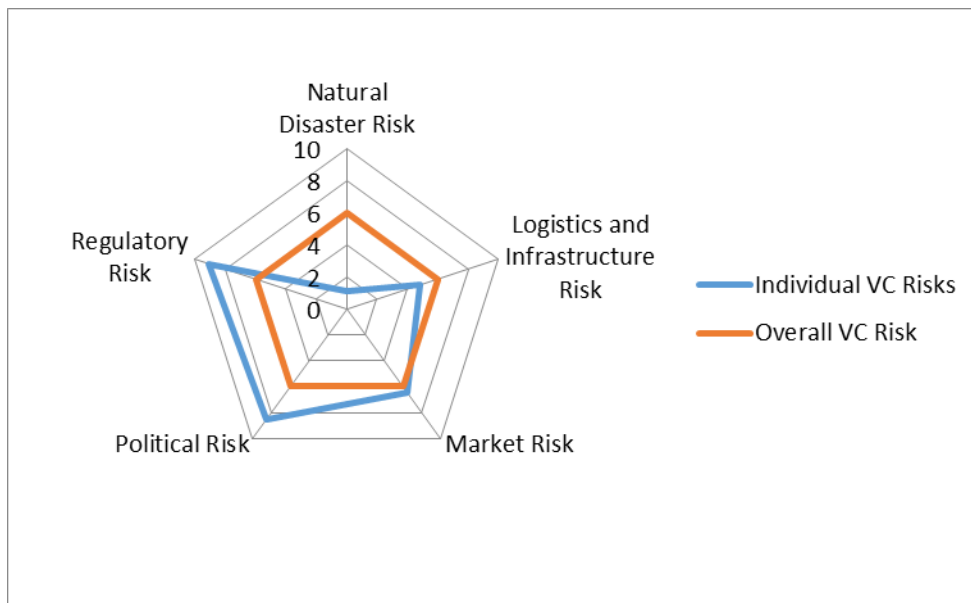 Natural
Disaster Risk
10
8
6
4
2
0
Logistics and
Infrastructure
Risk
Regulatory
Risk
Individual VC Risks
Overall VC Risk
Political Risk
Market Risk